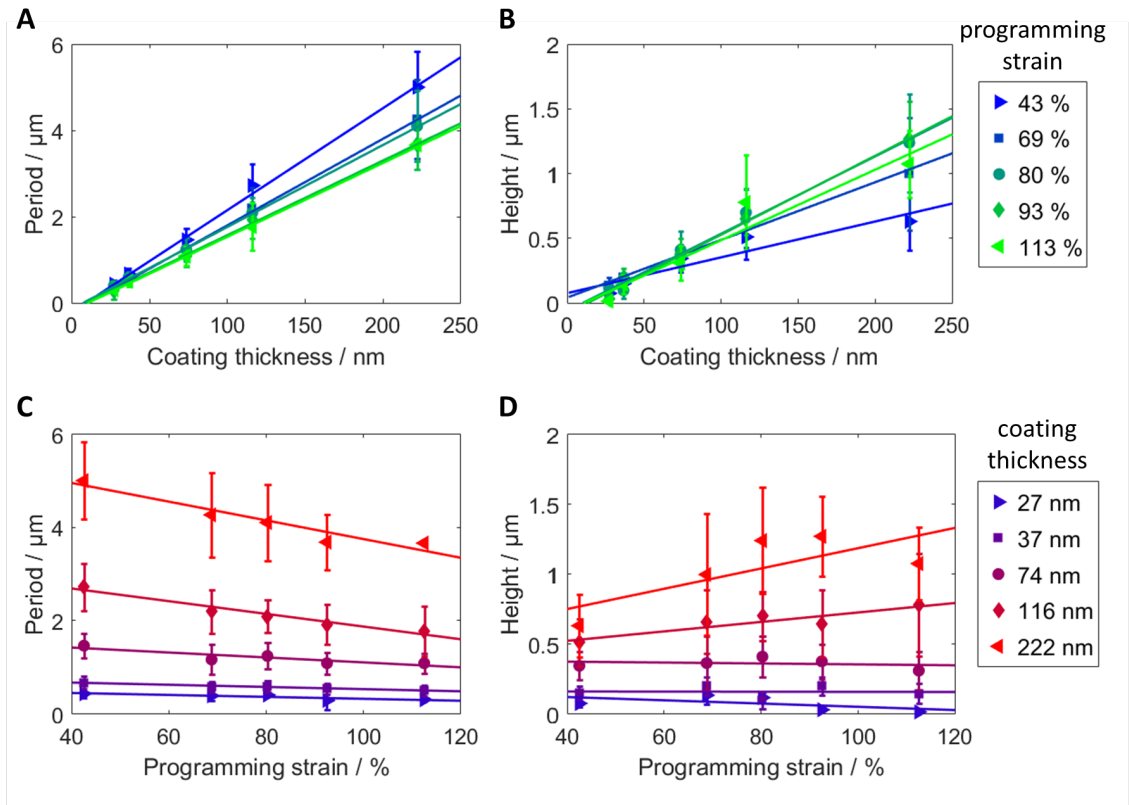 A
B
programming
strain
6
4
2
0
Period / μm
0
50
100
150
200
250
Coating thickness / nm
2
1.5
1
0.5
0
Height / μm
0
50
100
150
200
250
Coating thickness / nm
43 %
69 %
80 %
93 %
113 %
C
D
coating
thickness
6
4
2
0
Period / μm
40
60
80
100
120
Programming strain / %
2
1.5
1
0.5
0
Height / μm
40
60
80
100
120
Programming strain / %
27 nm
37 nm
74 nm
116 nm
222 nm